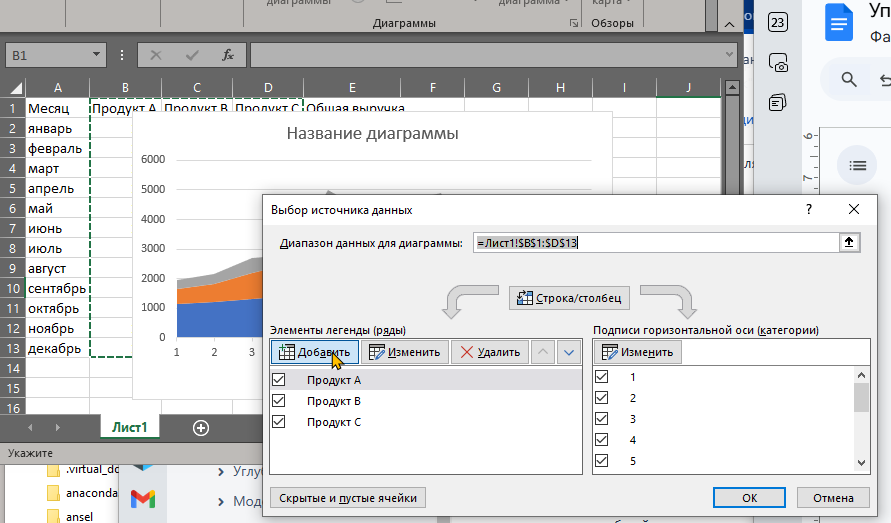 диаграммы
диаграмма
карта
Диаграммы
Обзоры
B1
fx
A B C D E F G H I J
1 Месяц Продукт A Продукт B Продукт C Общая выручка
2 январь
3 февраль
4 март
5 апрель
6 май
7 июнь
8 июль
9 август
10 сентябрь
11 октябрь
12 ноябрь
13 декабрь
14
15
16
Название диаграммы
6000
5000
4000
3000
2000
1000
0
1 2 3
Лист1
Укажите
Выбор источника данных
? 
Диапазон данных для диаграммы: =Лист1!$B$1:$D$13
Строка/столбец
Элементы легенды (ряды)
Добавить Изменить Удалить
Продукт A
Продукт B
Продукт C
Подписи горизонтальной оси (категории)
Изменить
1
2
3
4
5
Скрытые и пустые ячейки
ОК Отмена
.virtual_do
anaconda
ansel
Углу
Мод
23
Уп
Фа
6
7